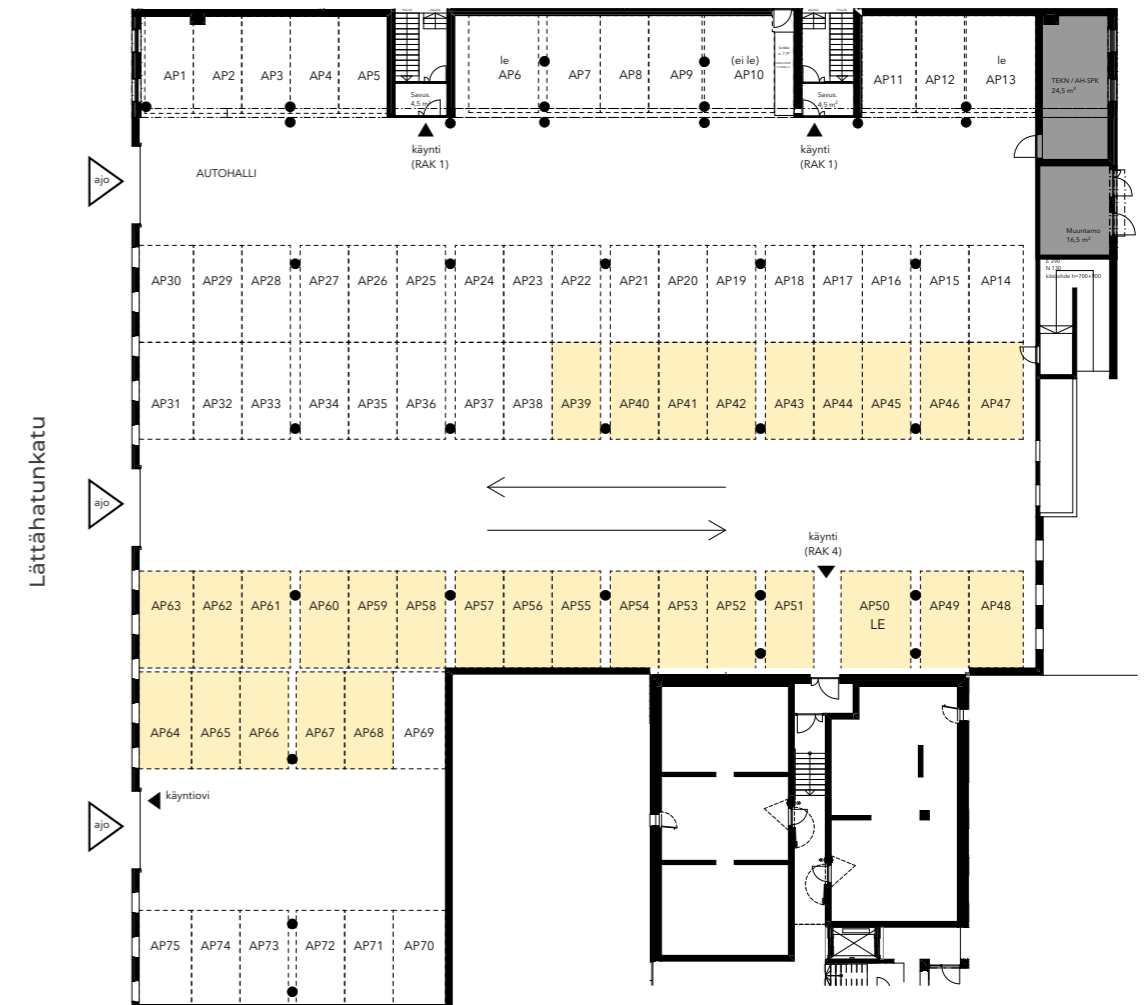 le
(ei le)
le
AP1 AP2 AP3 AP4 AP5 AP6 AP7 AP8 AP9 AP10 AP11 AP12 AP13
TEKN / AH-SPK
24,5 m²
Savus.
4,5 m²
Savus.
4,5 m²
käynti
(RAK 1)
käynti
(RAK 1)
ajo
AUTOHALLI
Muuntamo
16,5 m²
AP30 AP29 AP28 AP27 AP26 AP25 AP24 AP23 AP22 AP21 AP20 AP19 AP18 AP17 AP16 AP15 AP14
AP31 AP32 AP33 AP34 AP35 AP36 AP37 AP38 AP39 AP40 AP41 AP42 AP43 AP44 AP45 AP46 AP47
Lättähatunkatu
ajo
käynti
(RAK 4)
AP63 AP62 AP61 AP60 AP59 AP58 AP57 AP56 AP55 AP54 AP53 AP52 AP51 AP50 AP49 AP48
LE
AP64 AP65 AP66 AP67 AP68 AP69
käyntiovi
ajo
AP75 AP74 AP73 AP72 AP71 AP70